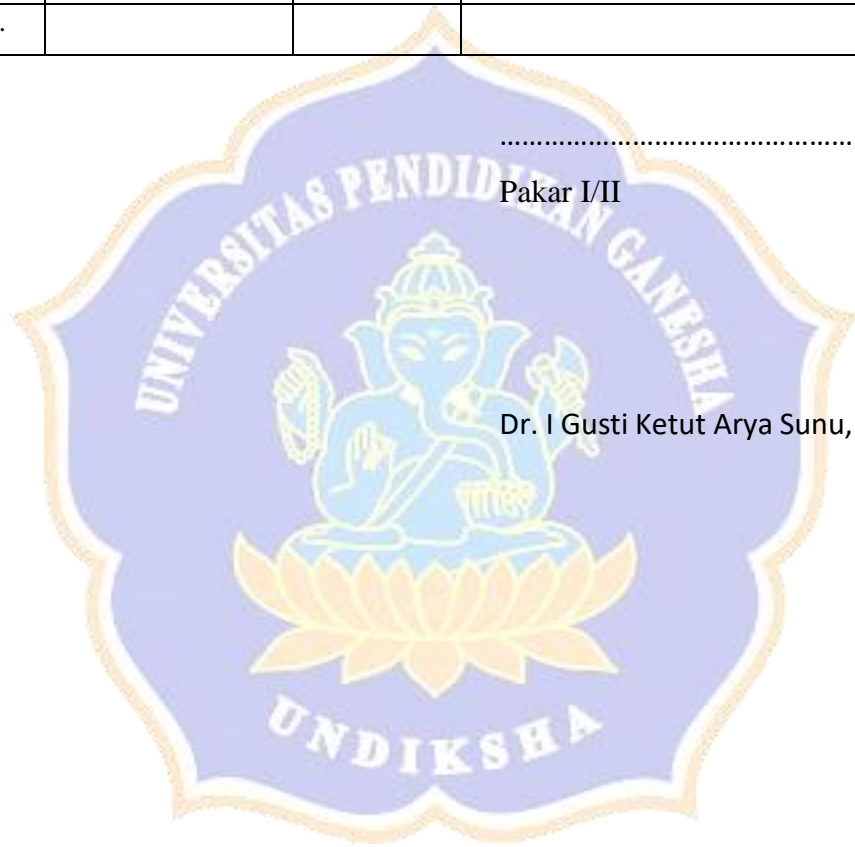 .
……………………………………
Pakar I/II
Dr. I Gusti Ketut Arya Sunu,
UNIVERSITAS PENDIDIKAN GANESHA
UNDIKSHA